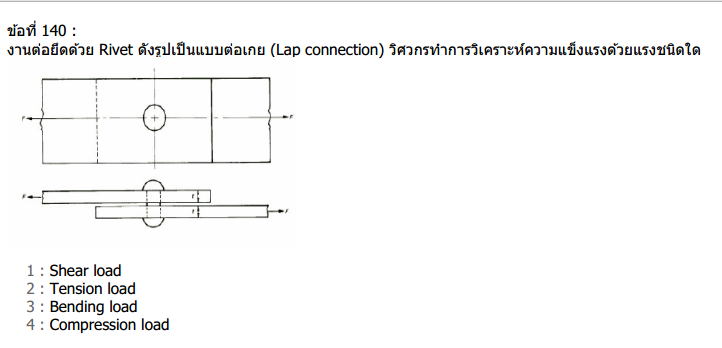 ข้อที่ 140 :
งานต่อยึดด้วย Rivet ดังรูปเป็นแบบต่อเกย (Lap connection) วิศวกรทำการวิเคราะห์ความแข็งแรงด้วยแรงชนิดใด
F F
F t
t F
1 : Shear load
2 : Tension load
3 : Bending load
4 : Compression load